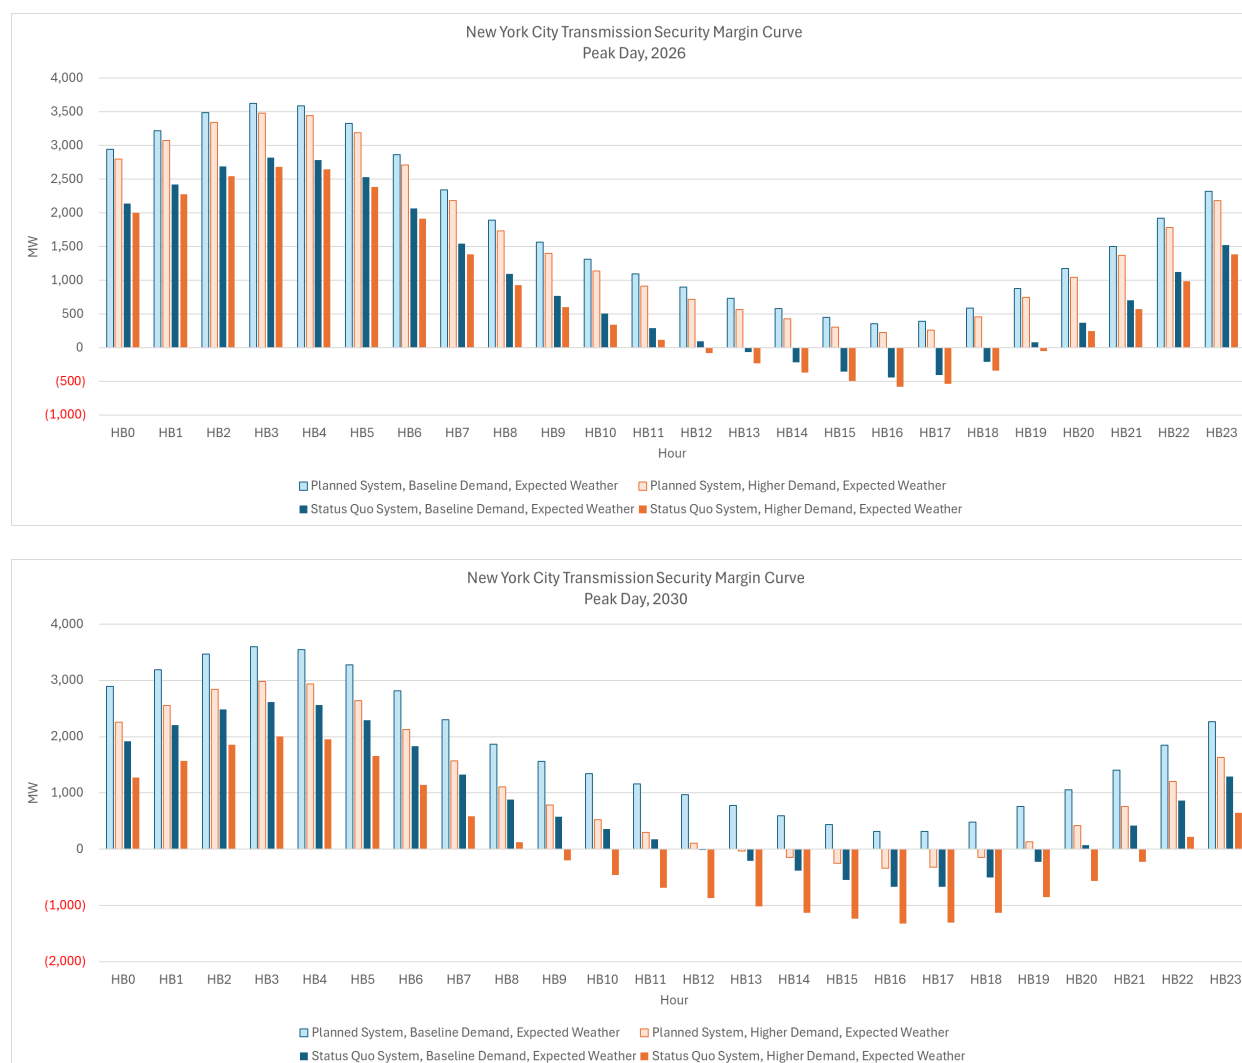 New York City Transmission Security Margin Curve
Peak Day, 2026
4,000
3,500
3,000
2,500
2,000
1,500
1,000
500
0
(500)
(1,000)
MW
HB0 HB1 HB2 HB3 HB4 HB5 HB6 HB7 HB8 HB9 HB10 HB11 HB12 HB13 HB14 HB15 HB16 HB17 HB18 HB19 HB20 HB21 HB22 HB23
Hour
Planned System, Baseline Demand, Expected Weather Planned System, Higher Demand, Expected Weather
Status Quo System, Baseline Demand, Expected Weather Status Quo System, Higher Demand, Expected Weather
New York City Transmission Security Margin Curve
Peak Day, 2030
4,000
3,000
2,000
1,000
0
(1,000)
(2,000)
MW
HB0 HB1 HB2 HB3 HB4 HB5 HB6 HB7 HB8 HB9 HB10 HB11 HB12 HB13 HB14 HB15 HB16 HB17 HB18 HB19 HB20 HB21 HB22 HB23
Hour
Planned System, Baseline Demand, Expected Weather Planned System, Higher Demand, Expected Weather
Status Quo System, Baseline Demand, Expected Weather Status Quo System, Higher Demand, Expected Weather